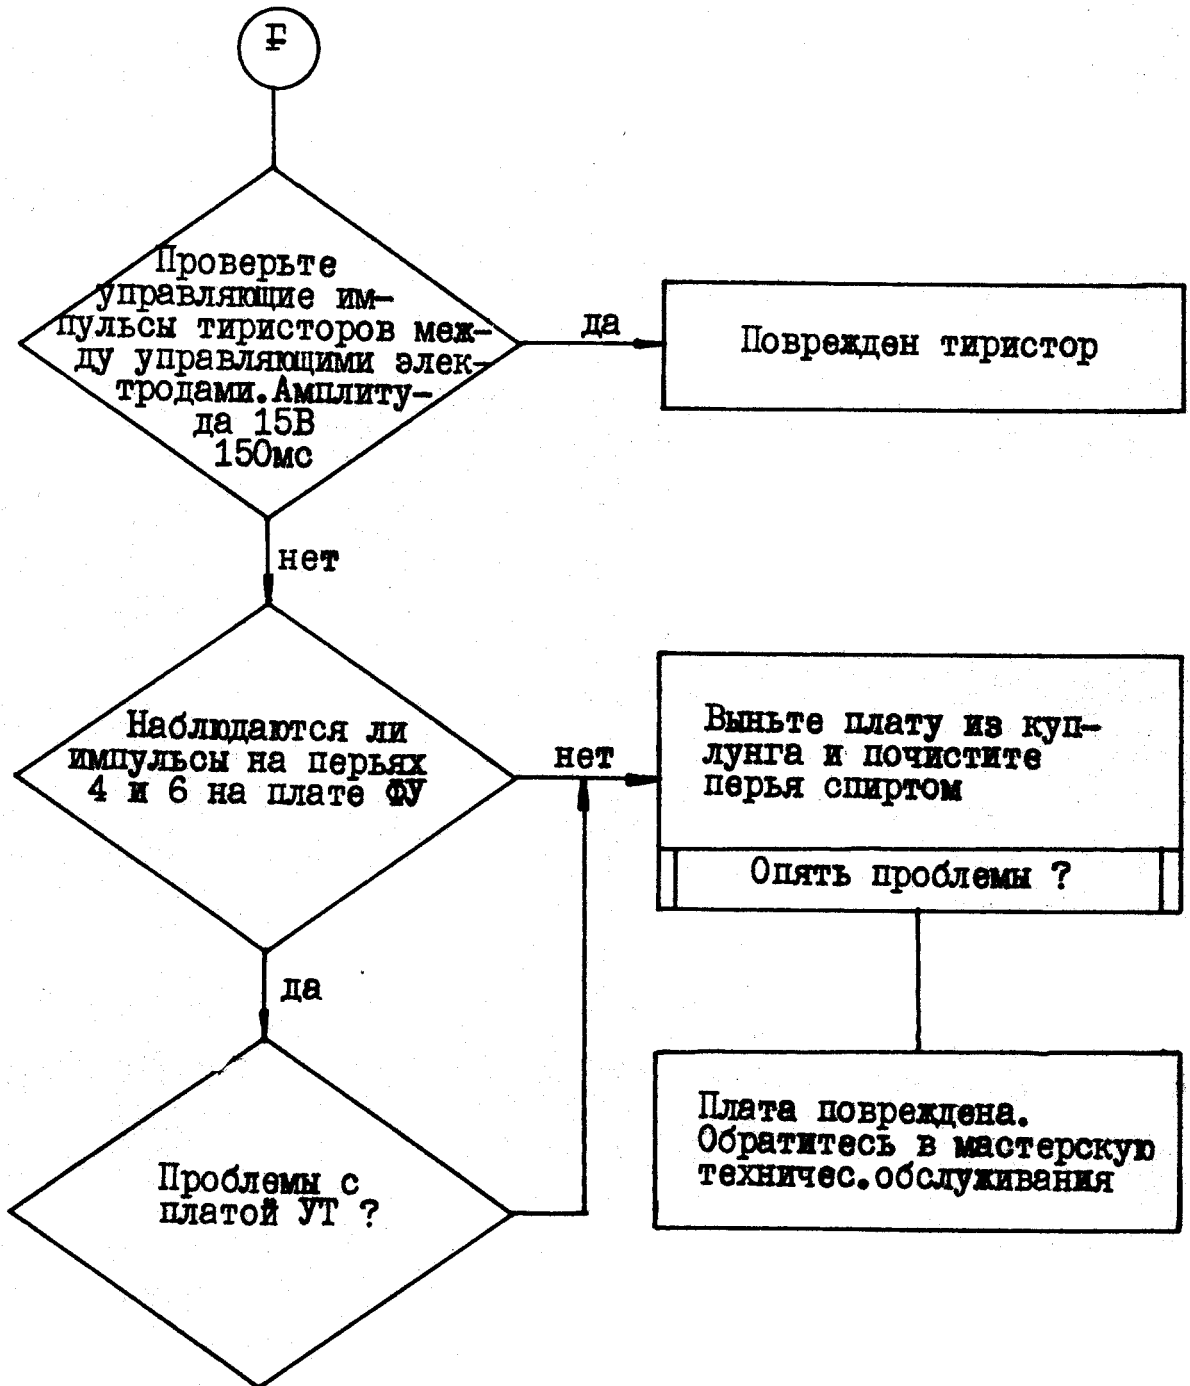 F
Проверьте
управляющие им-
пульсы тиристоров меж-
ду управляющими элек-
тродами.Амплиту-
да 15В
150мс
да
Поврежден тиристор
нет
Наблюдаются ли
импульсы на перьях
4 и 6 на плате ФУ
нет
Выньте плату из куп-
лунга и почистите
перья спиртом
Опять проблемы ?
да
Проблемы с
платой УТ ?
Плата повреждена.
Обратитесь в мастерскую
техничес.обслуживания